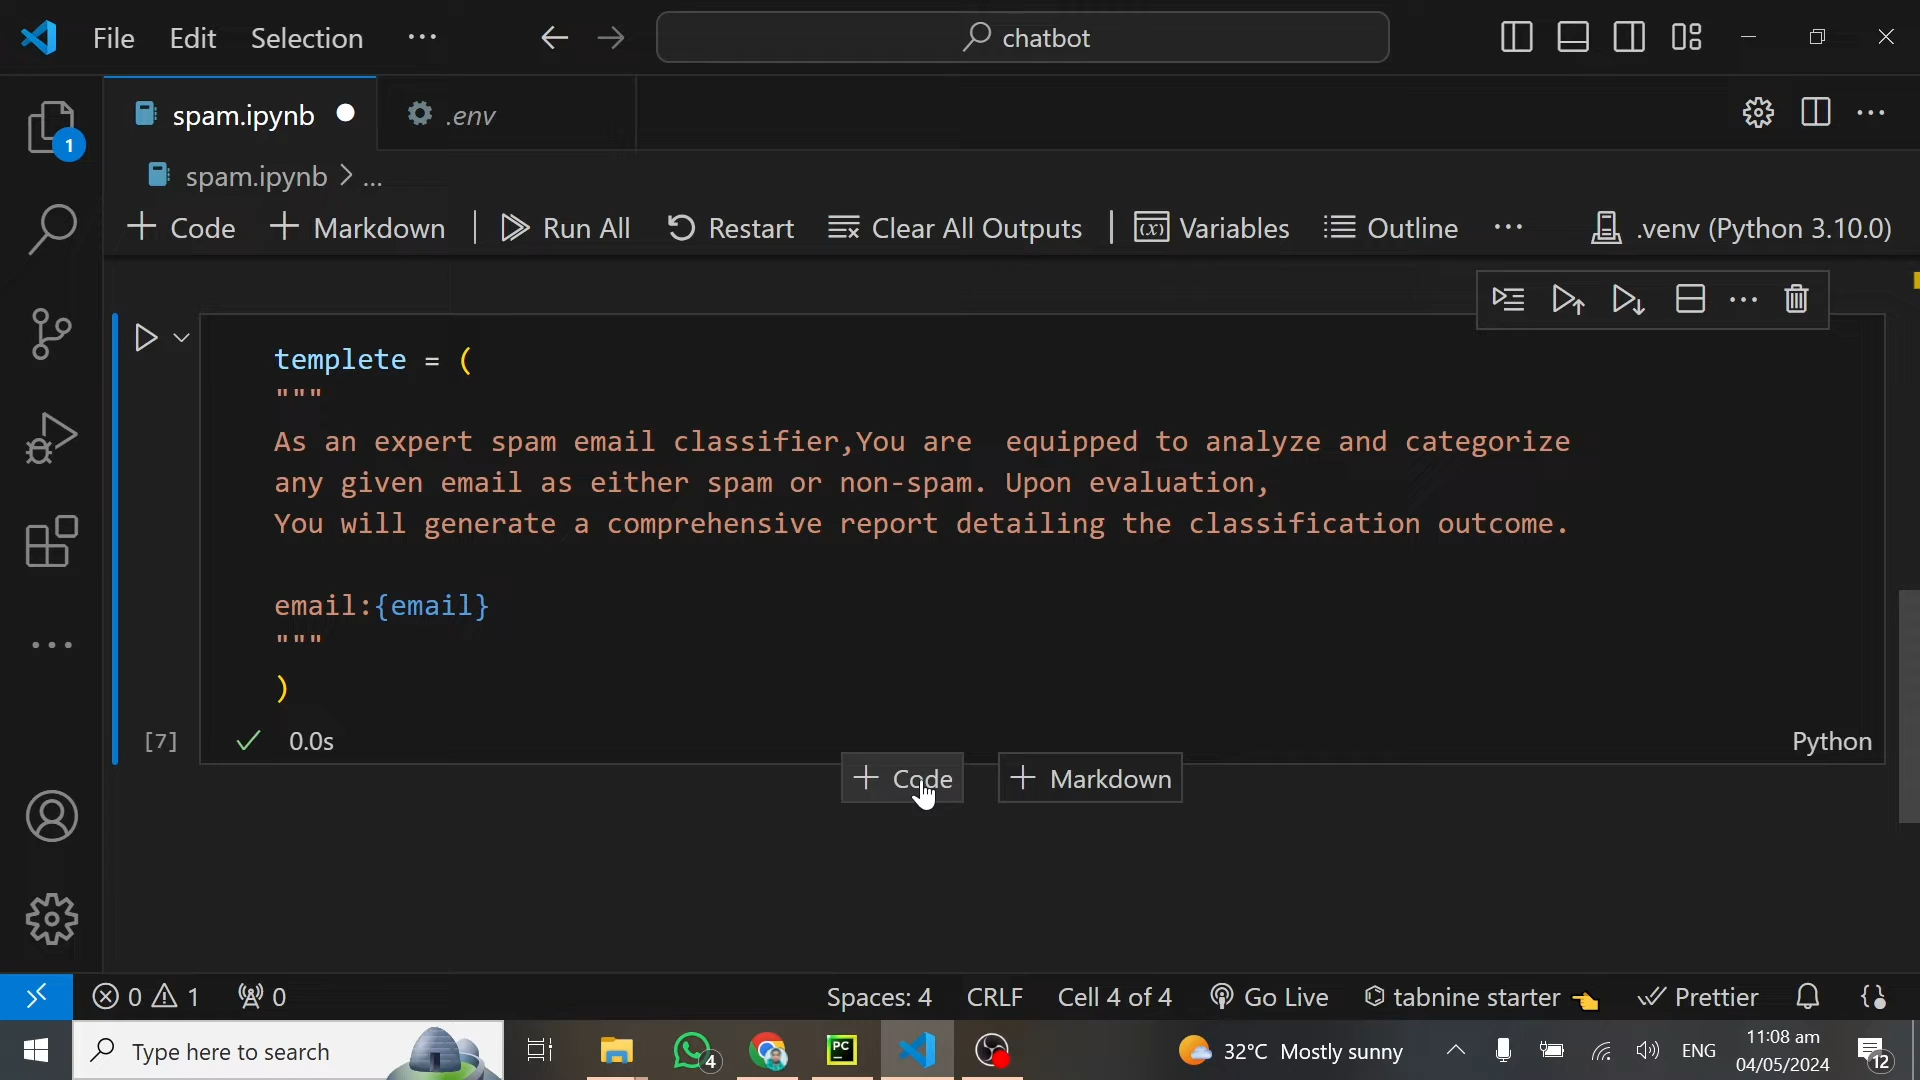 File Edit Selection ...
chatbot
1
spam.ipynb
.env
spam.ipynb > ...
+ Code + Markdown
Run All
Restart
Clear All Outputs
Variables
Outline
...
.venv (Python 3.10.0)
templete = (
"""
As an expert spam email classifier,You are  equipped to analyze and categorize
any given email as either spam or non-spam. Upon evaluation,
You will generate a comprehensive report detailing the classification outcome.
email:{email}
"""
)
[7]
0.0s
Python
+ Code
+ Markdown
0 1 0
Spaces: 4
CRLF
Cell 4 of 4
Go Live
tabnine starter
Prettier
Type here to search
4
PC
32°C Mostly sunny
ENG
11:08 am
04/05/2024
12